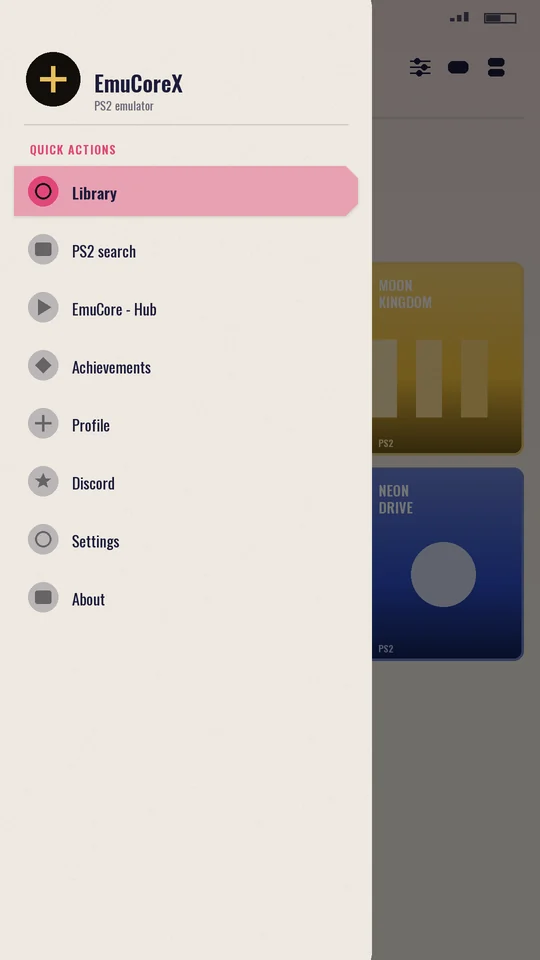 EmuCoreX
PS2 emulator
QUICK ACTIONS
Library
PS2 search
EmuCore - Hub
Achievements
Profile
Discord
Settings
About
MOON
KINGDOM
PS2
NEON
DRIVE
PS2